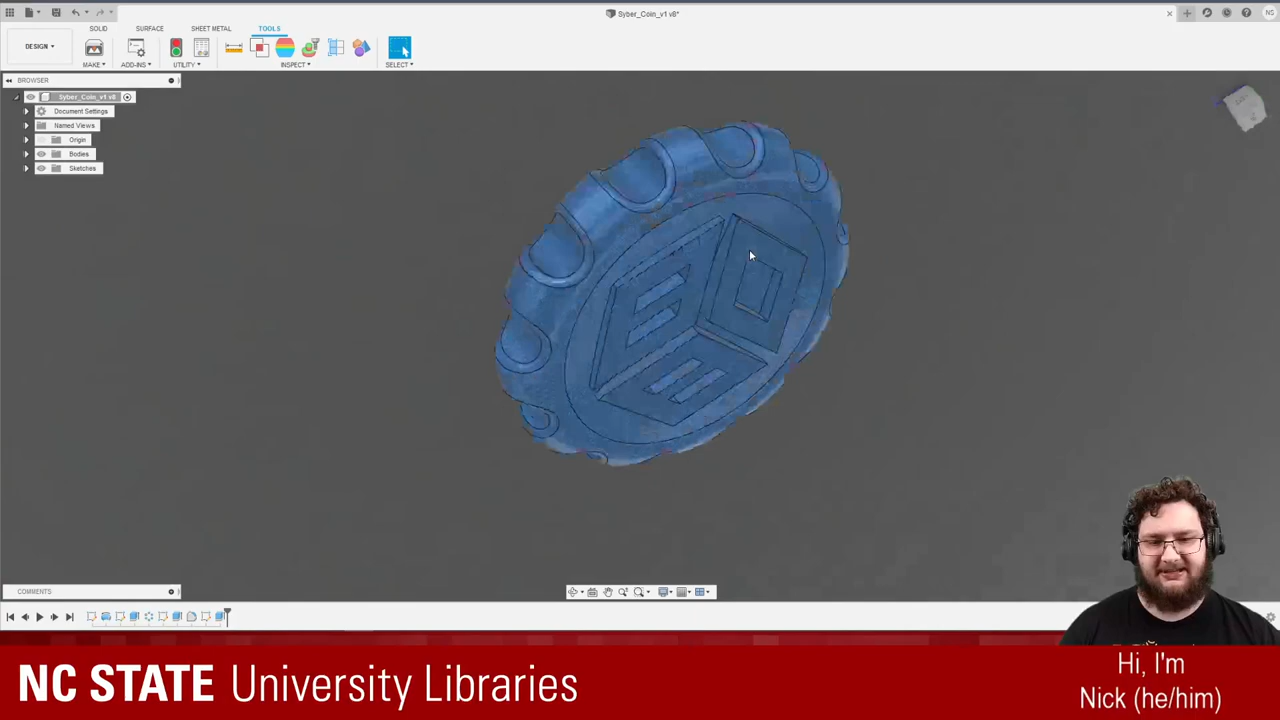 Syber_Coin_v1 v8*
NS
DESIGN
SOLID
SURFACE
SHEET METAL
TOOLS
MAKE
ADD-INS
UTILITY
INSPECT
SELECT
BROWSER
Syber_Coin_v1 v8
Document Settings
Named Views
Origin
Bodies
Sketches
COMMENTS
NC STATE University Libraries
Hi, I'm
Nick (he/him)